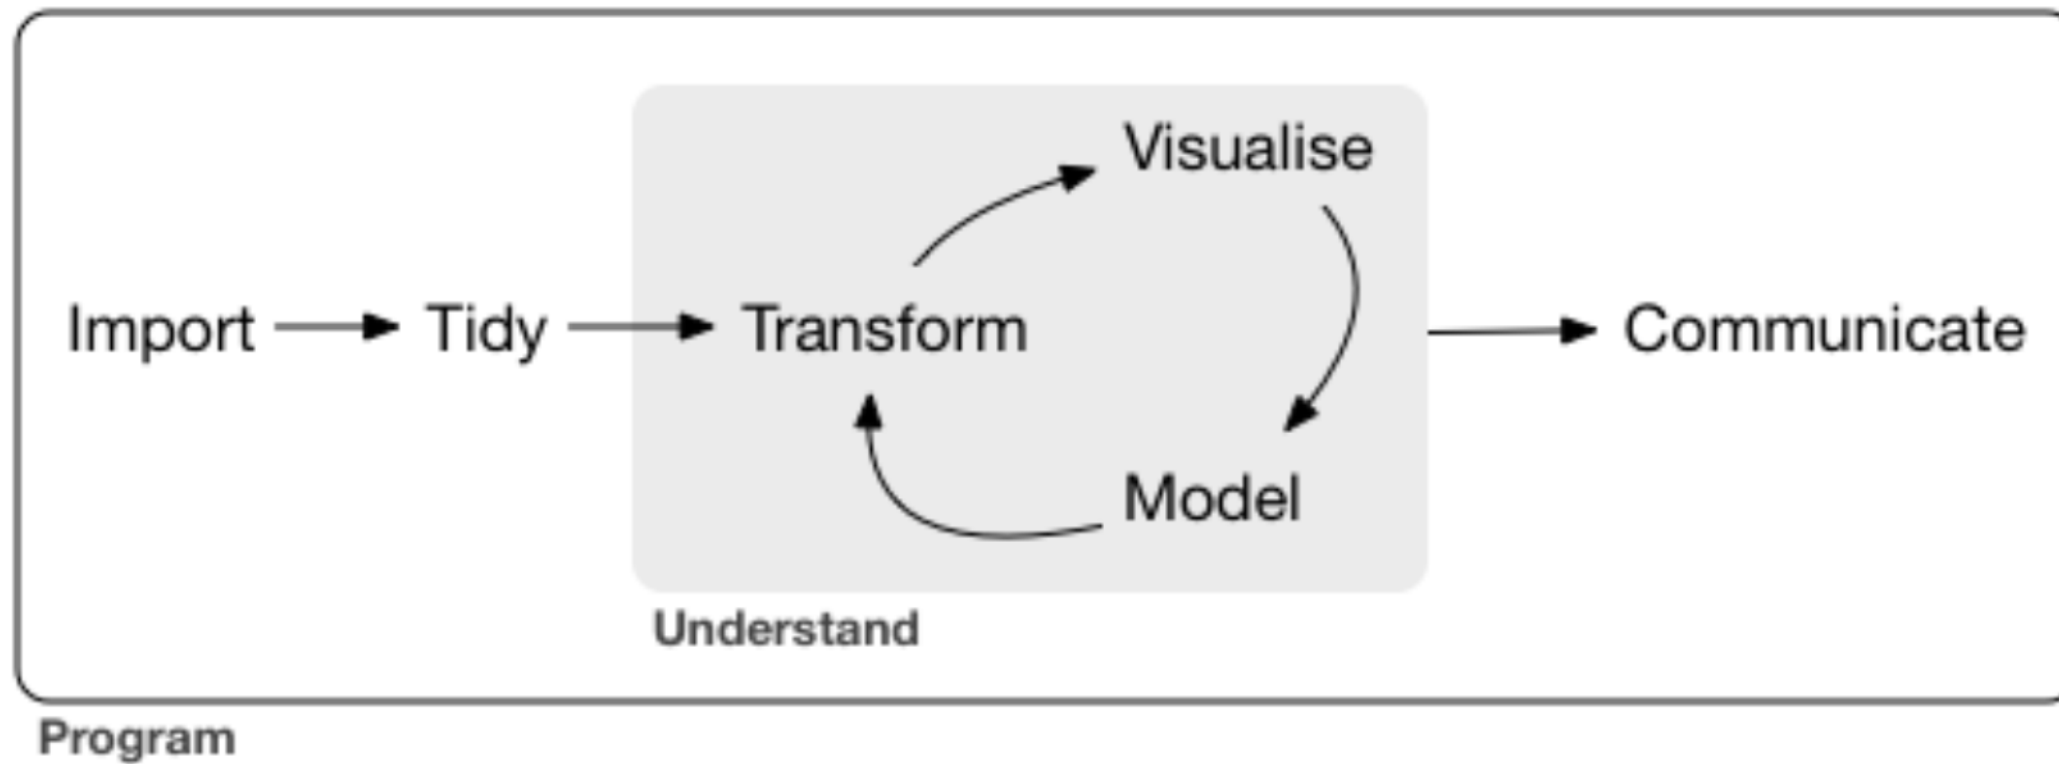 Visualise
Import Tidy Transform Communicate
Model
Understand
Program